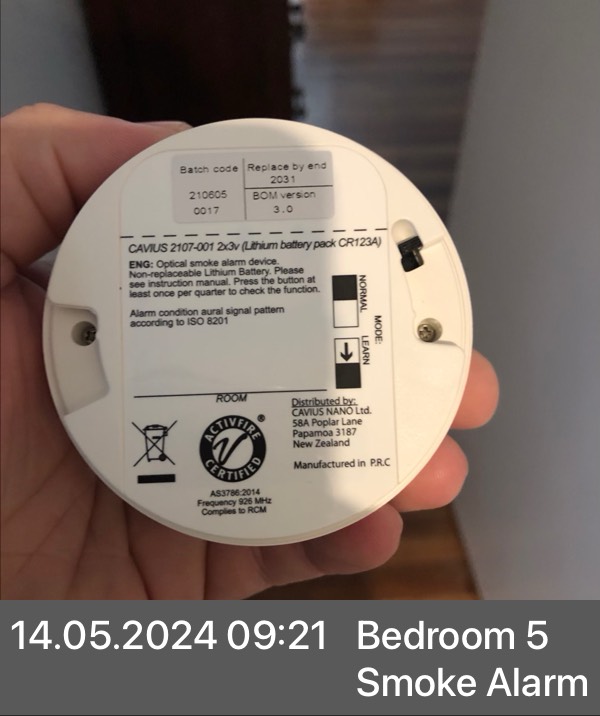 Batch code Replace by end
2031
210605 BOM version
0017 3.0
CAVIUS 2107-001 2x3v (Lithium battery pack CR123A)
ENG: Optical smoke alarm device.
Non-replaceable Lithium Battery. Please
see instruction manual. Press the button at
least once per quarter to check the function.
Alarm condition aural signal pattern
according to ISO 8201
NORMAL
MODE:
LEARN
ROOM
ACTIVFIRE ®
CERTIFIED
AS3786:2014
Frequency 926 MHz
Complies to RCM
Distributed by:
CAVIUS NANO Ltd.
58A Poplar Lane
Papamoa 3187
New Zealand
Manufactured in P.R.C
14.05.2024 09:21 Bedroom 5
Smoke Alarm